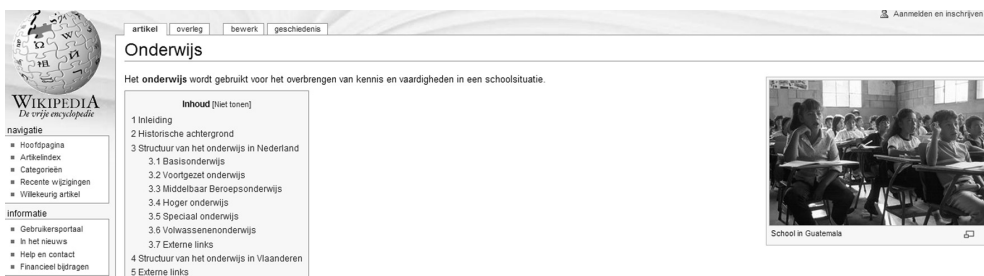 Aanmelden en inschrijven
artikel overleg bewerk geschiedenis
Onderwijs
Het onderwijs wordt gebruikt voor het overbrengen van kennis en vaardigheden in een schoolsituatie.
WIKIPEDIA
De vrije encyclopedie
navigatie
Hoofdpagina
Artikelindex
Categorieën
Recente wijzigingen
Willekeurig artikel
informatie
Gebruikersportaal
In het nieuws
Help en contact
Financieel bijdragen
Inhoud [Niet tonen]
1 Inleiding
2 Historische achtergrond
3 Structuur van het onderwijs in Nederland
3.1 Basisonderwijs
3.2 Voortgezet onderwijs
3.3 Middelbaar Beroepsonderwijs
3.4 Hoger onderwijs
3.5 Speciaal onderwijs
3.6 Volwassenenonderwijs
3.7 Externe links
4 Structuur van het onderwijs in Vlaanderen
5 Externe links
School in Guatemala